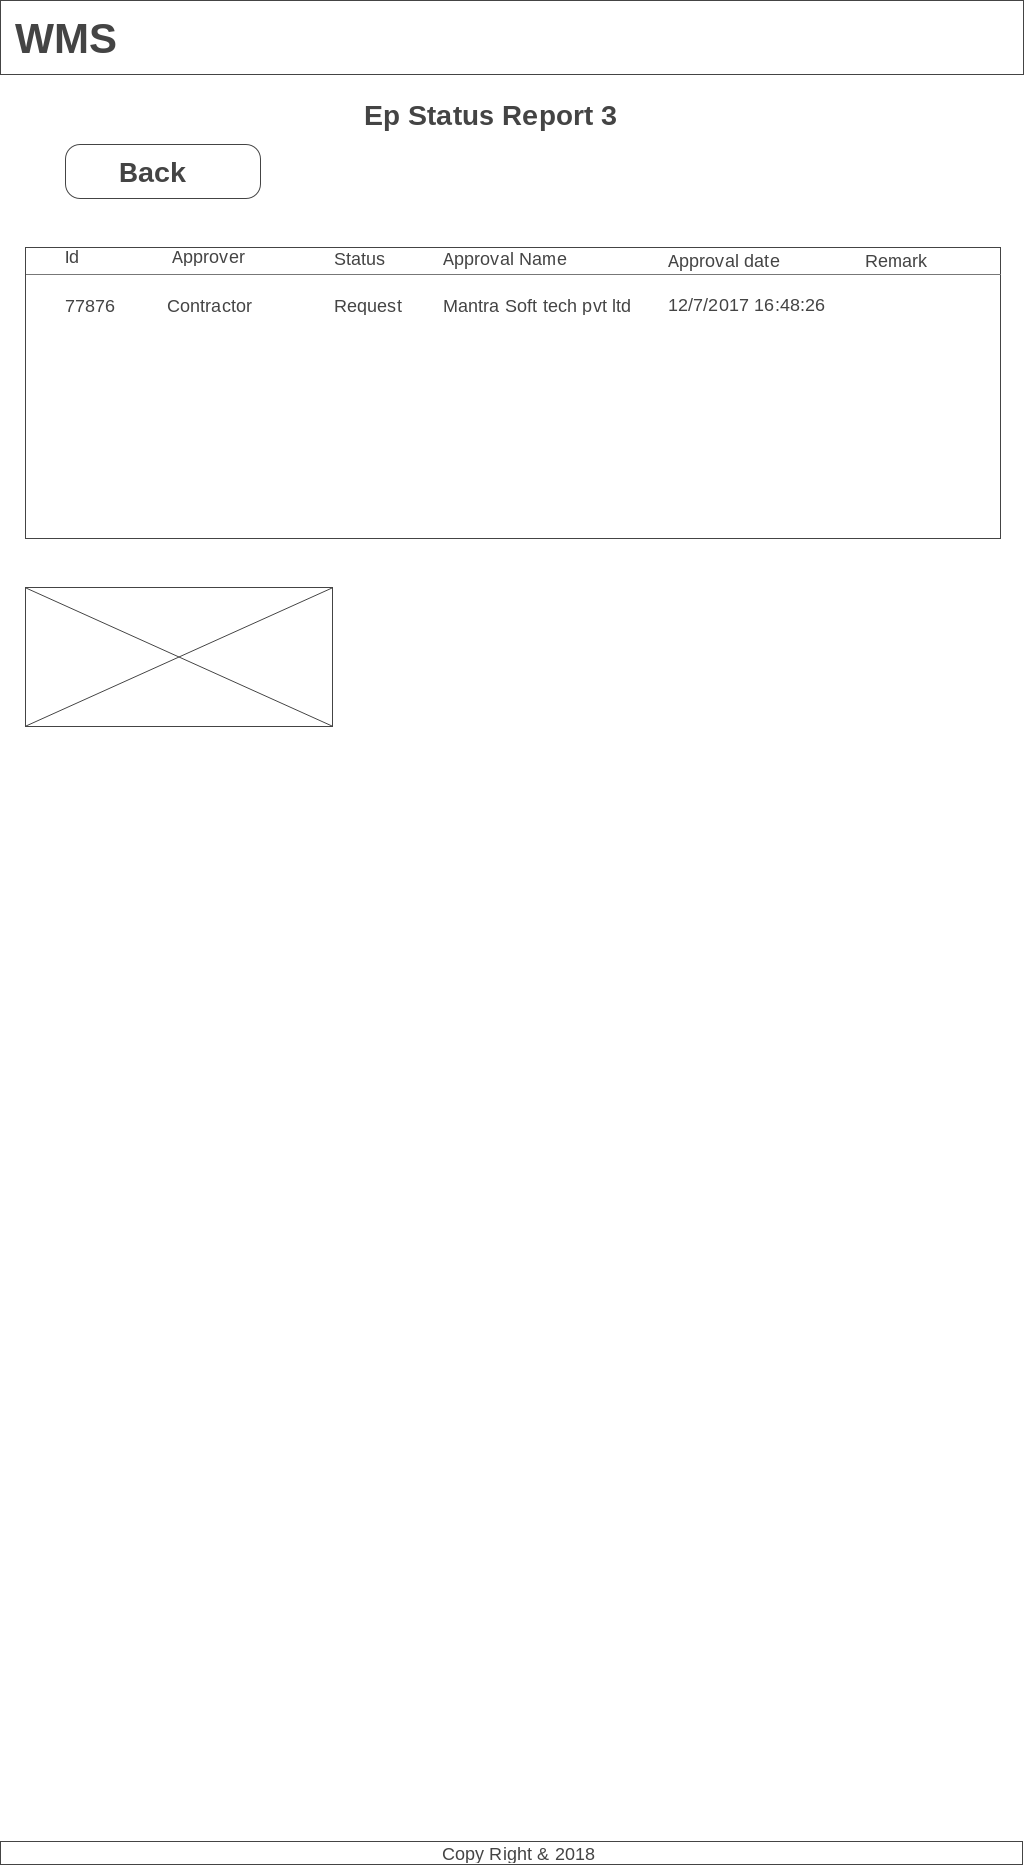 WMS
Ep Status Report 3
Back
Id Approver Status Approval Name Approval date Remark
77876 Contractor Request Mantra Soft tech pvt ltd 12/7/2017 16:48:26
Copy Right & 2018